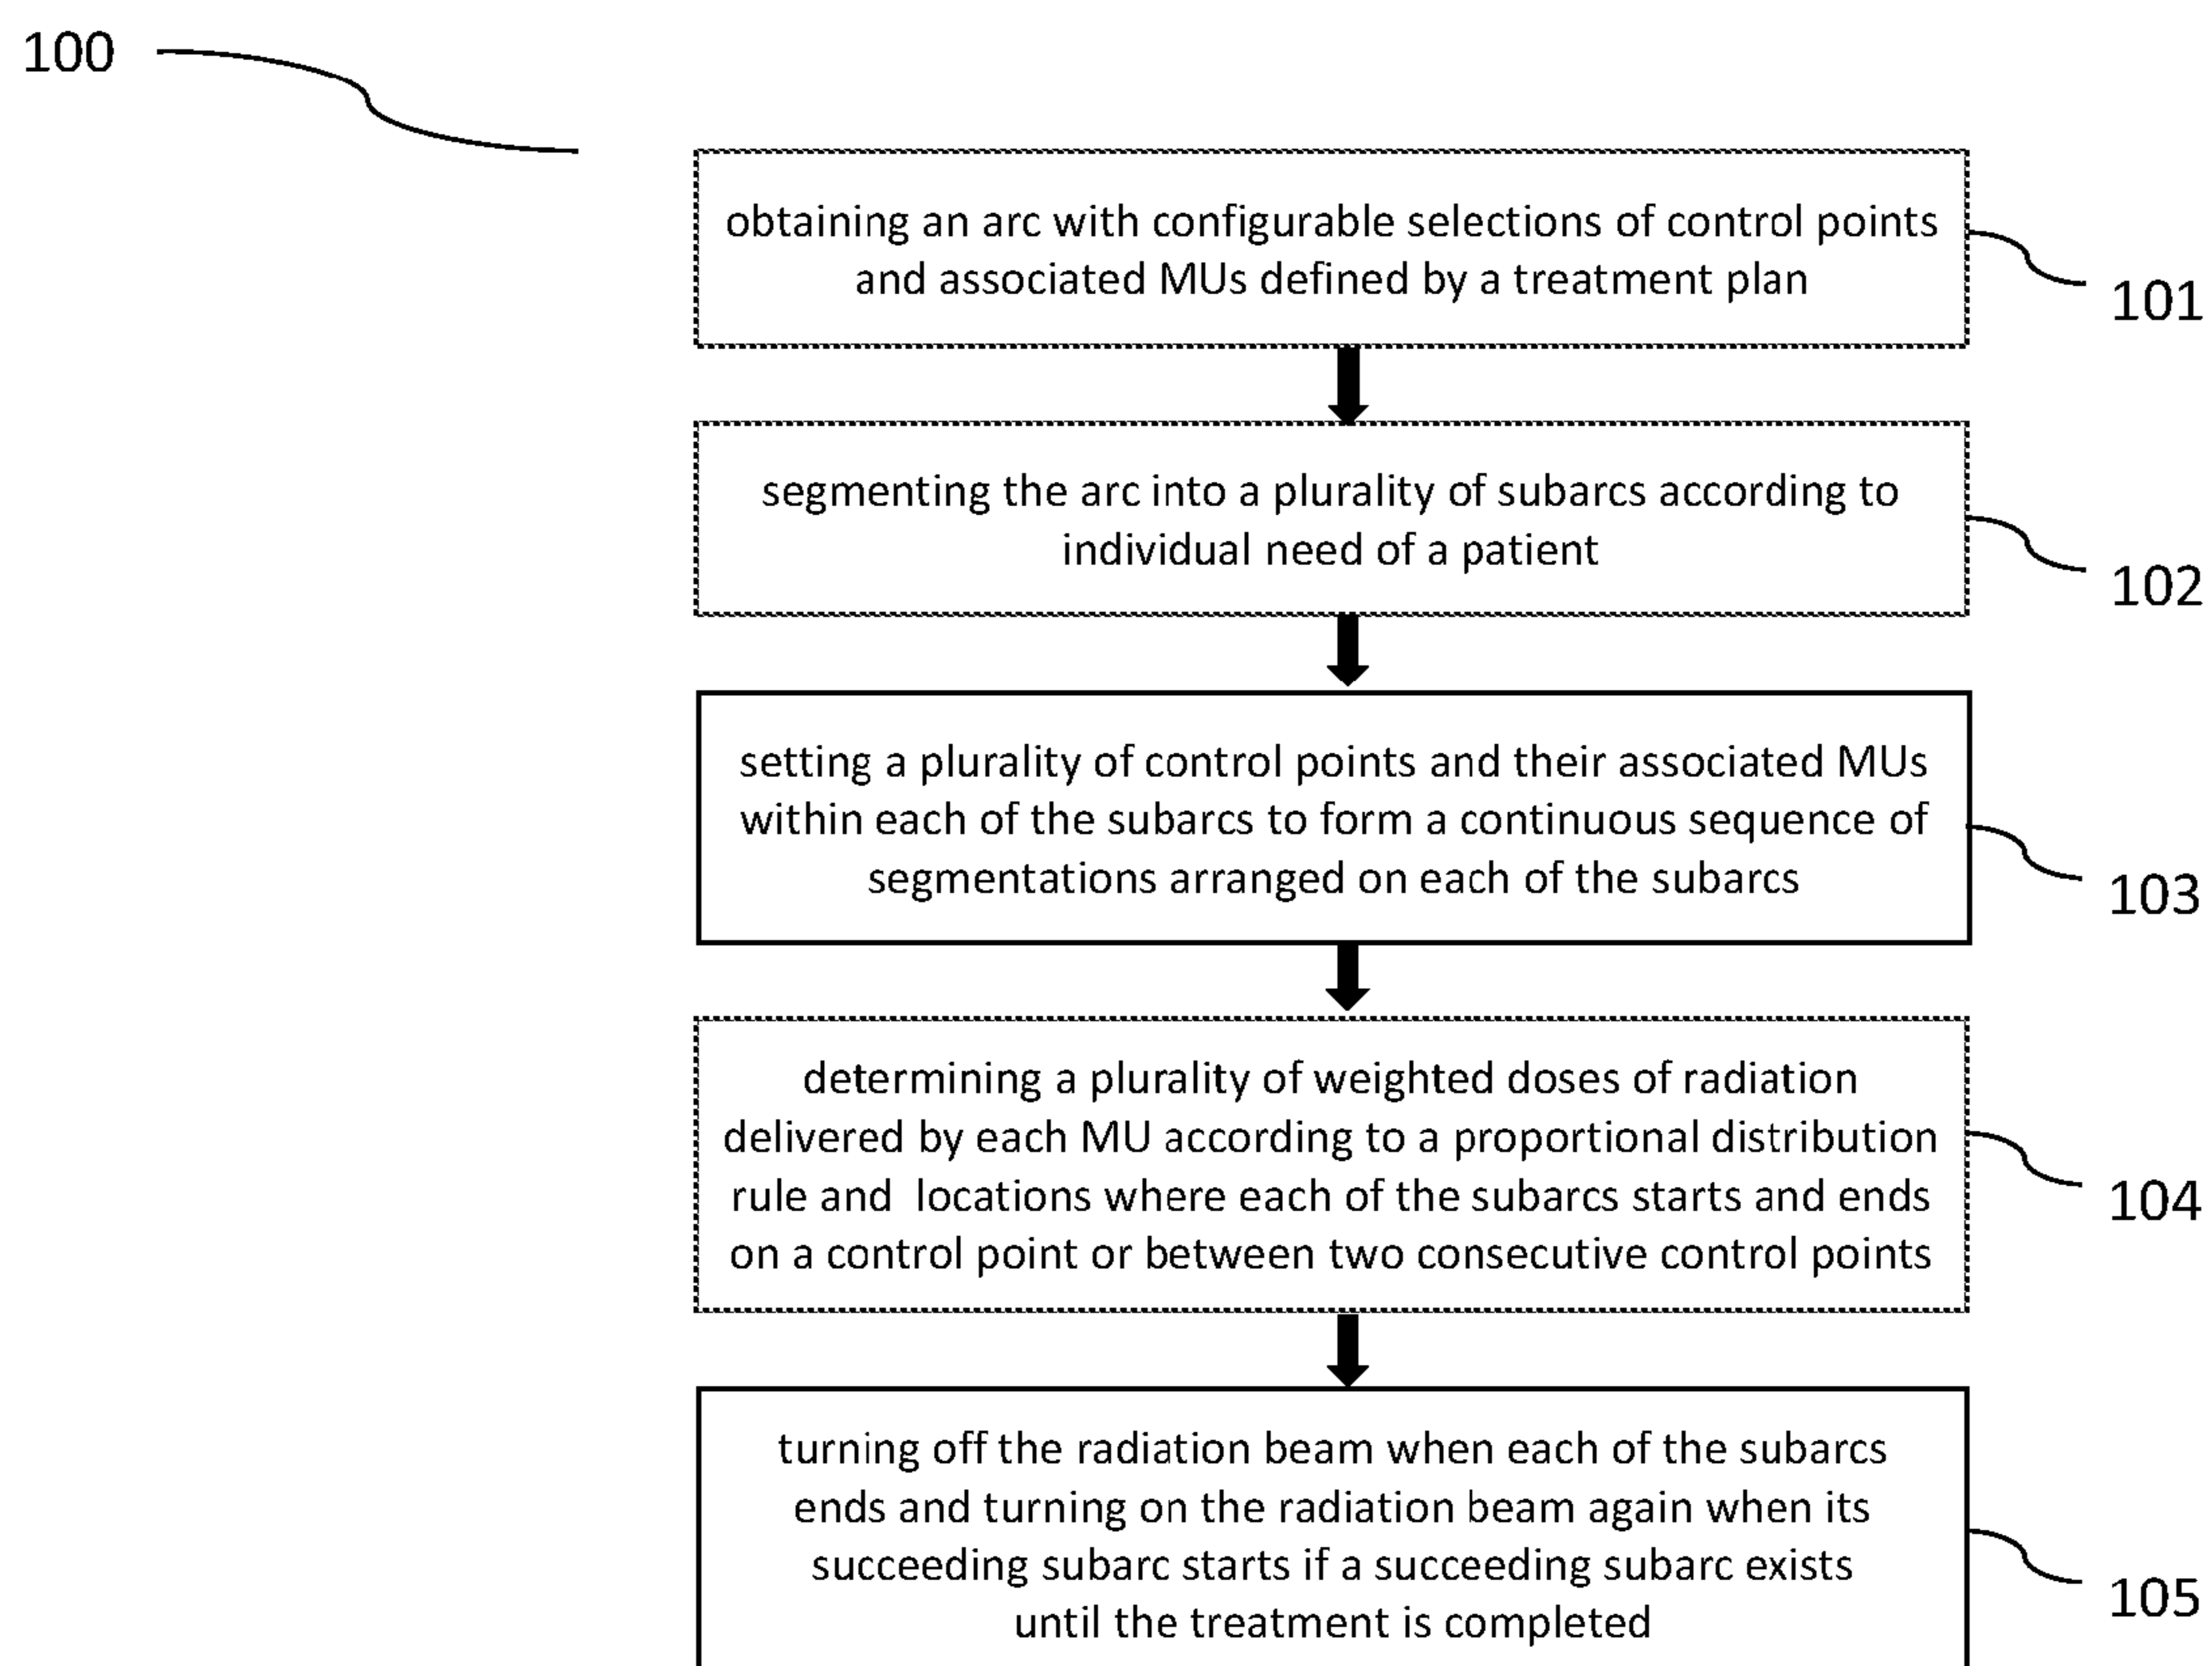 100
obtaining an arc with configurable selections of control points
and associated MUs defined by a treatment plan
101
segmenting the arc into a plurality of subarcs according to
individual need of a patient
102
setting a plurality of control points and their associated MUs
within each of the subarcs to form a continuous sequence of
segmentations arranged on each of the subarcs
103
determining a plurality of weighted doses of radiation
delivered by each MU according to a proportional distribution
rule and locations where each of the subarcs starts and ends
on a control point or between two consecutive control points
104
turning off the radiation beam when each of the subarcs
ends and turning on the radiation beam again when its
succeeding subarc starts if a succeeding subarc exists
until the treatment is completed
105